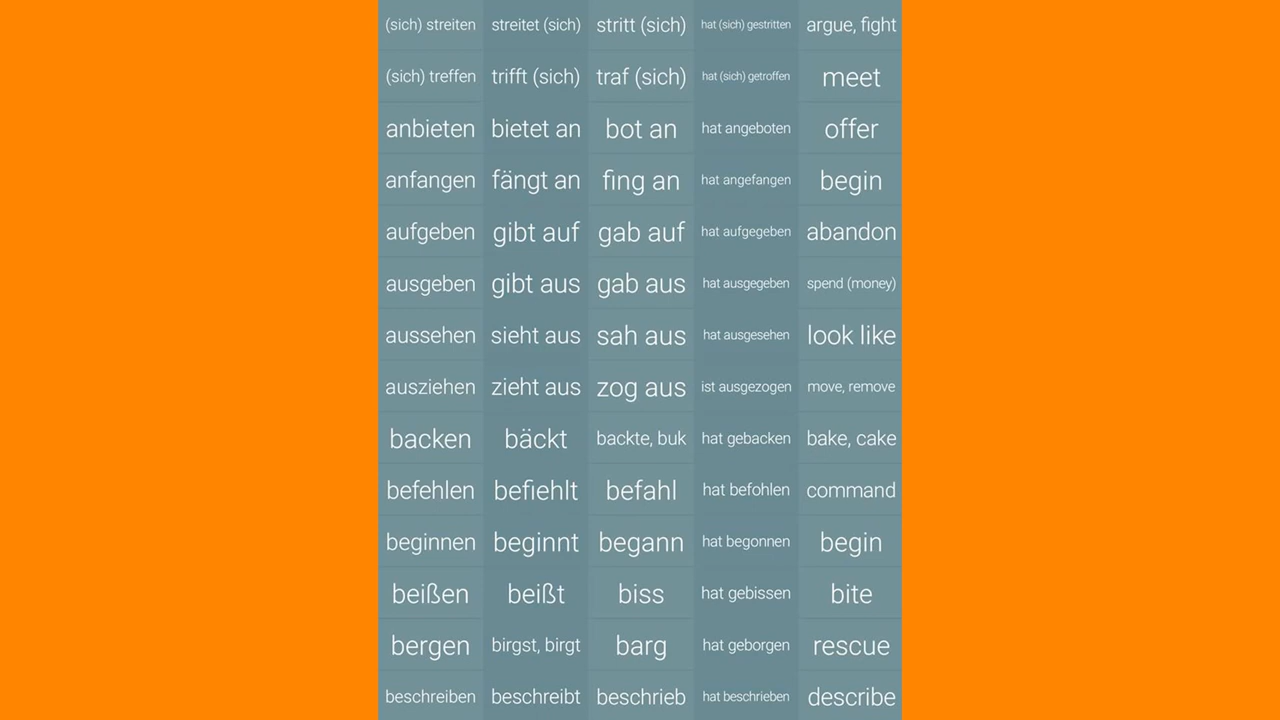 (sich) streiten streitet (sich) stritt (sich) hat (sich) gestritten argue, fight
(sich) treffen trifft (sich) traf (sich) hat (sich) getroffen meet
anbieten bietet an bot an hat angeboten offer
anfangen fängt an fing an hat angefangen begin
aufgeben gibt auf gab auf hat aufgegeben abandon
ausgeben gibt aus gab aus hat ausgegeben spend (money)
aussehen sieht aus sah aus hat ausgesehen look like
ausziehen zieht aus zog aus ist ausgezogen move, remove
backen bäckt backte, buk hat gebacken bake, cake
befehlen befiehlt befahl hat befohlen command
beginnen beginnt begann hat begonnen begin
beißen beißt biss hat gebissen bite
bergen birgst, birgt barg hat geborgen rescue
beschreiben beschreibt beschrieb hat beschrieben describe